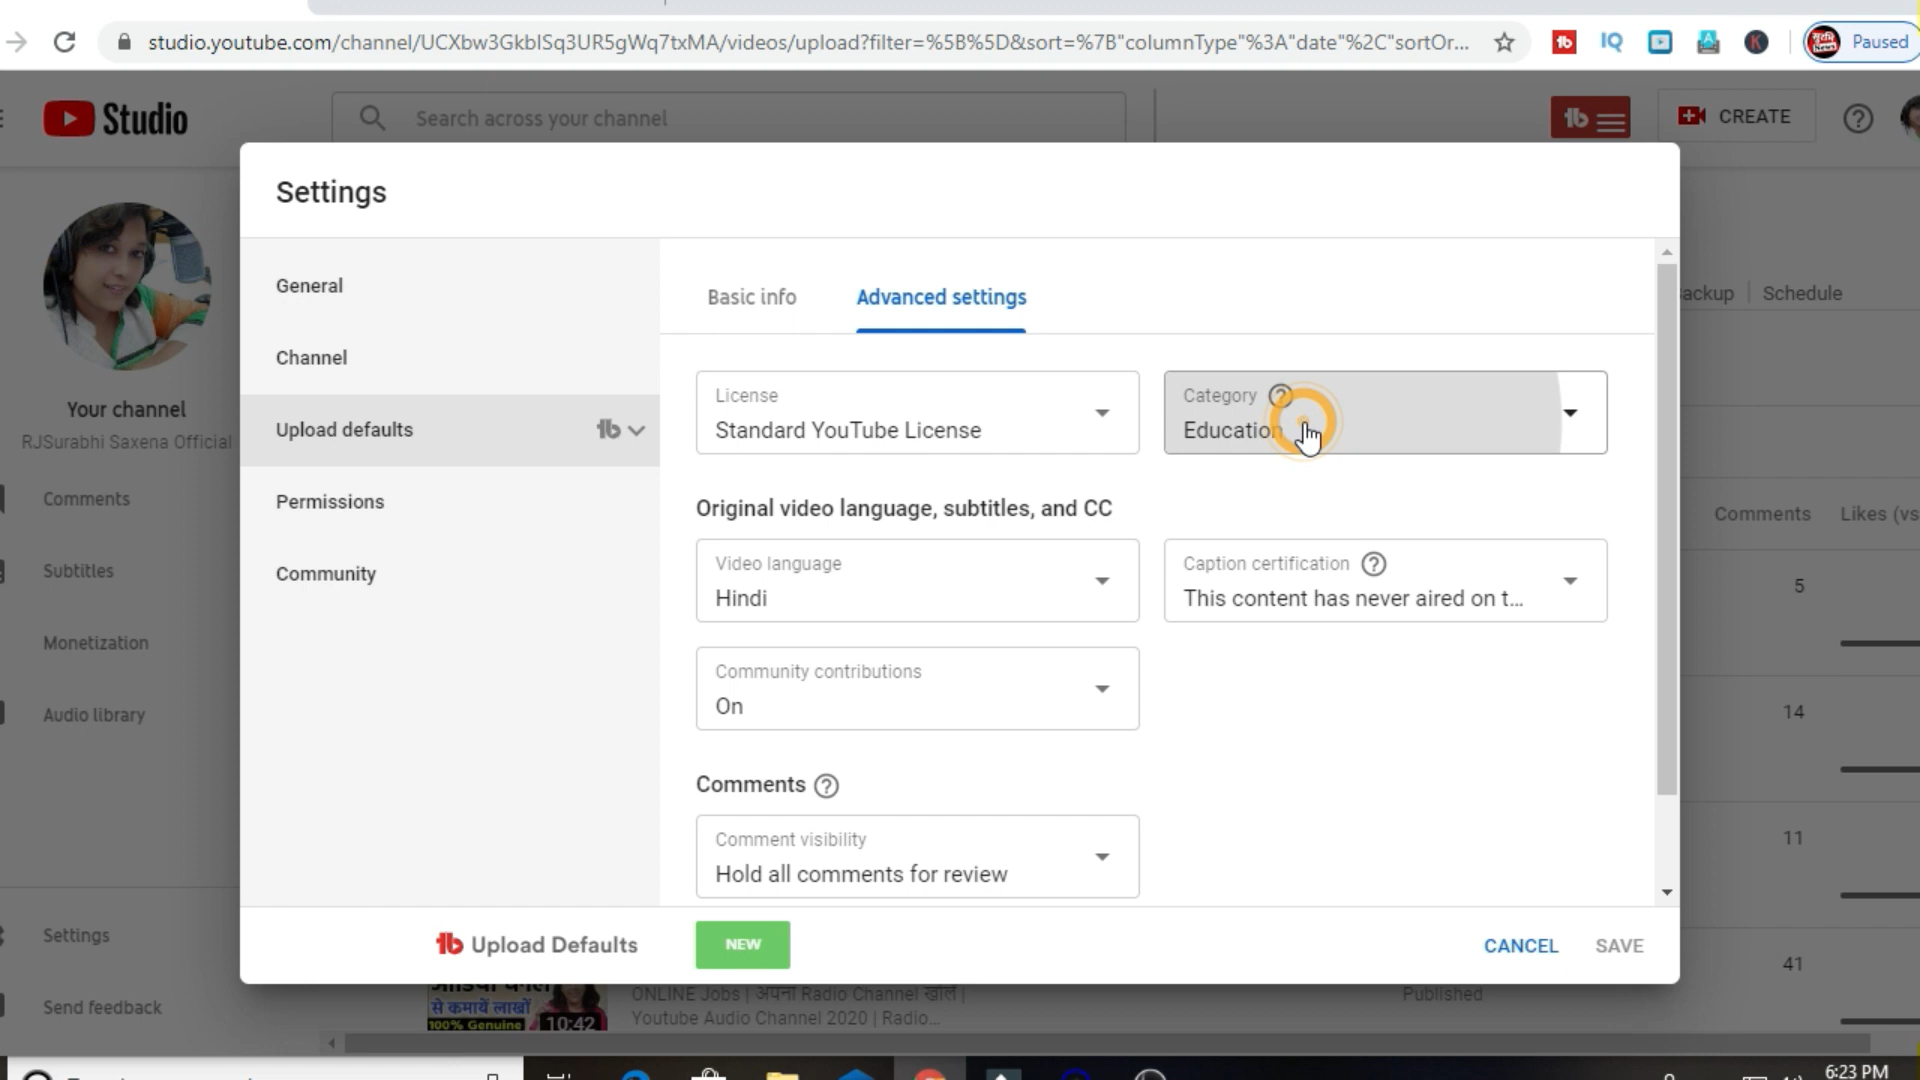 studio.youtube.com/channel/UCXbw3GkblSq3UR5gWq7txMA/videos/upload?filter=%5B%5D&sort=%7B"columnType"%3A"date"%2C"sortOr...
IQ
K
Paused
Studio
Search across your channel
CREATE
Settings
Your channel
RJSurabhi Saxena Official
Comments
Subtitles
Monetization
Audio library
Settings
Send feedback
General
Channel
Upload defaults
Permissions
Community
Basic info
Advanced settings
License
Standard YouTube License
Category
Education
Original video language, subtitles, and CC
Video language
Hindi
Caption certification
This content has never aired on t...
Community contributions
On
Comments
Comment visibility
Hold all comments for review
Upload Defaults
NEW
CANCEL
SAVE
ackup
Schedule
Comments
Likes (vs
5
14
11
41
से कमायें लाखों
100% Genuine
10:42
ONLINE Jobs | अपना Radio Channel खोलें |
Youtube Audio Channel 2020 | Radio...
Published
6:23 PM